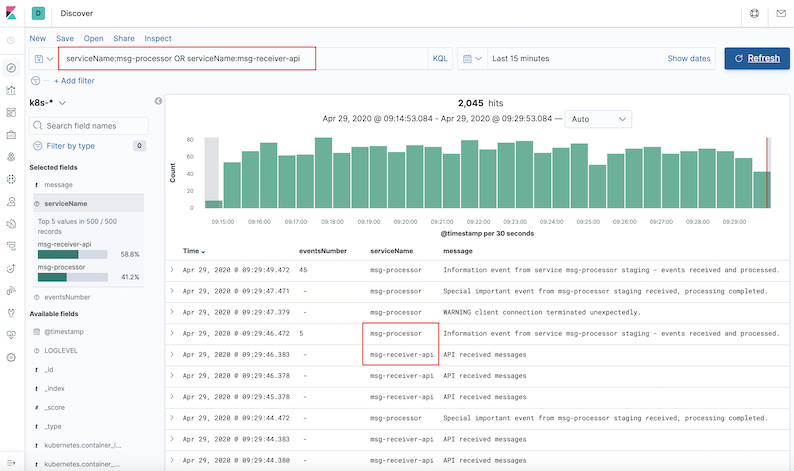 D Discover
New Save Open Share Inspect
serviceName:msg-processor OR serviceName:msg-receiver-api KQL Last 15 minutes Show dates Refresh
+ Add filter
k8s-*
Search field names
Filter by type 0
Selected fields
t message
serviceName
Top 5 values in 500 / 500
records
msg-receiver-api
58.8%
msg-processor
41.2%
eventsNumber
Available fields
@timestamp
LOGLEVEL
t _id
t _index
# _score
t _type
t kubernetes.container_i...
t kubernetes.container_...
2,045 hits
Apr 29, 2020 @ 09:14:53.084 - Apr 29, 2020 @ 09:29:53.084 — Auto
Count
80
60
40
20
0
09:15:00 09:16:00 09:17:00 09:18:00 09:19:00 09:20:00 09:21:00 09:22:00 09:23:00 09:24:00 09:25:00 09:26:00 09:27:00 09:28:00 09:29:00
@timestamp per 30 seconds
Time eventsNumber serviceName message
Apr 29, 2020 @ 09:29:49.472 45 msg-processor Information event from service msg-processor staging - events received and processed.
Apr 29, 2020 @ 09:29:47.471 - msg-processor Special important event from msg-processor staging received, processing completed.
Apr 29, 2020 @ 09:29:47.379 - msg-processor WARNING client connection terminated unexpectedly.
Apr 29, 2020 @ 09:29:46.472 5 msg-processor Information event from service msg-processor staging - events received and processed.
Apr 29, 2020 @ 09:29:46.383 - msg-receiver-api API received messages
Apr 29, 2020 @ 09:29:46.378 - msg-receiver-api API received messages
Apr 29, 2020 @ 09:29:45.378 - msg-receiver-api API received messages
Apr 29, 2020 @ 09:29:44.472 - msg-processor Special important event from msg-processor staging received, processing completed.
Apr 29, 2020 @ 09:29:44.383 - msg-receiver-api API received messages
Apr 29, 2020 @ 09:29:44.380 - msg-receiver-api API received messages